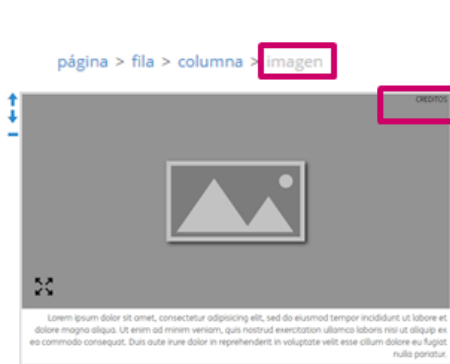 página > fila > columna > imagen
CREDITOS
Lorem ipsum dolor sit amet, consectetur adipisicing elit, sed do eiusmod tempor incididunt ut labore et
dolore magna aliqua. Ut enim ad minim veniam, quis nostrud exercitation ullamco laboris nisi ut aliquip ex
ea commodo consequat. Duis aute irure dolor in reprehenderit in voluptate velit esse cillum dolore eu fugiat
nulla pariatur.